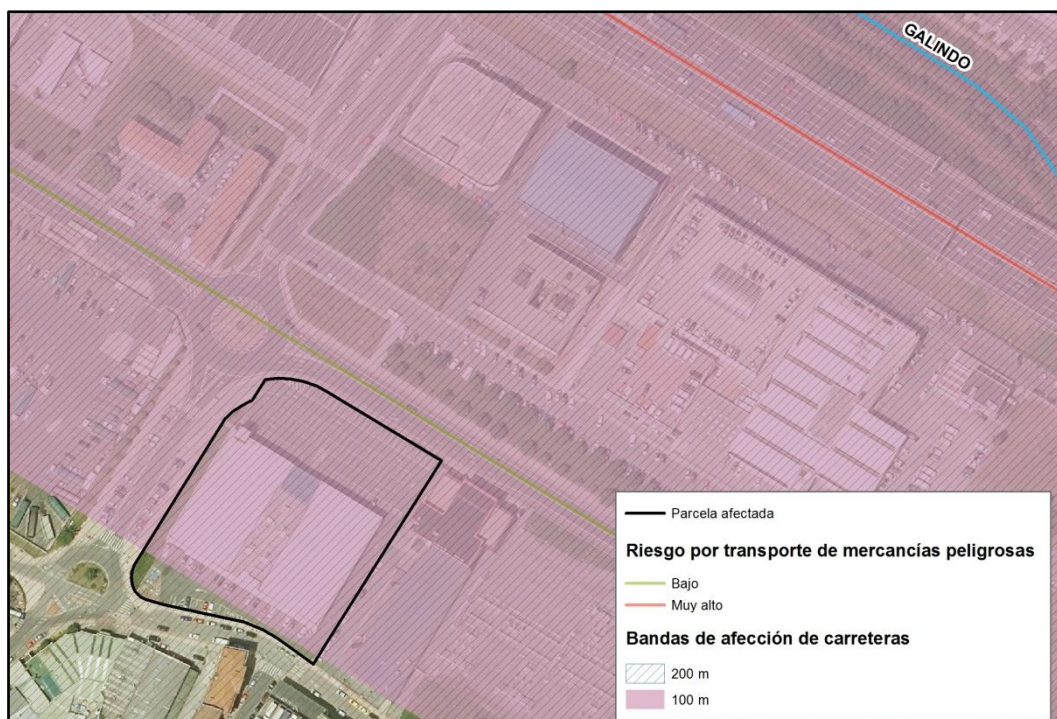 GALINDO
Parcela afectada
Riesgo por transporte de mercancías peligrosas
Bajo
Muy alto
Bandas de afección de carreteras
200 m
100 m